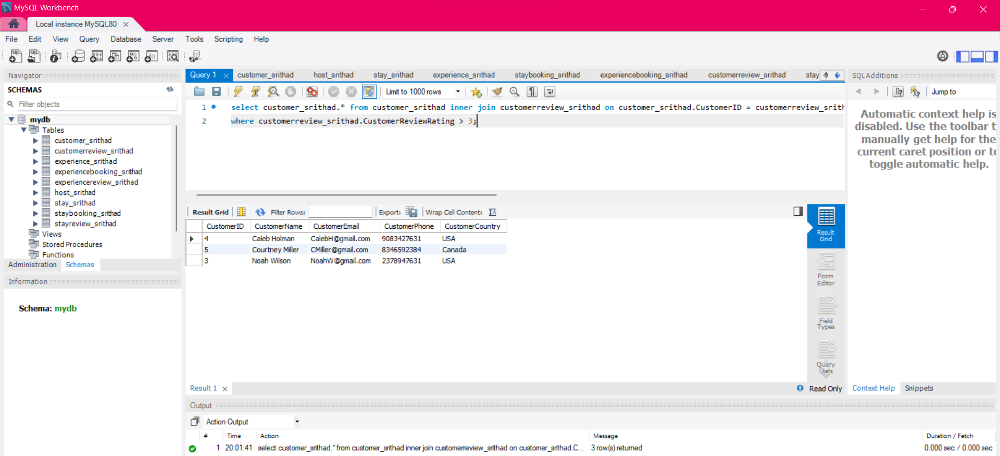 MySQL Workbench
Local instance MySQL80
File Edit View Query Database Server Tools Scripting Help
Navigator
SCHEMAS
Filter objects
mydb
Tables
customer_srithad
customerreview_srithad
experience_srithad
experiencebooking_srithad
experiencereview_srithad
host_srithad
stay_srithad
staybooking_srithad
stayreview_srithad
Views
Stored Procedures
Functions
Administration Schemas
Information
Schema: mydb
Query 1 customer_srithad host_srithad stay_srithad experience_srithad staybooking_srithad experiencebooking_srithad customerreview_srithad stay
Limit to 1000 rows
1 select customer_srithad.* from customer_srithad inner join customerreview_srithad on customer_srithad.CustomerID = customerreview_srith
2 where customerreview_srithad.CustomerReviewRating > 3;
Result Grid Filter Rows: Export: Wrap Cell Content:
CustomerID CustomerName CustomerEmail CustomerPhone CustomerCountry
4 Caleb Holman CalebH@gmail.com 9083427631 USA
5 Courtney Miller CMiller@gmail.com 8346592384 Canada
3 Noah Wilson NoahW@gmail.com 2378947631 USA
Result
Grid
Form
Editor
Field
Types
Query
Stats
Result 1
Read Only
SQLAdditions
Jump to
Automatic context help is
disabled. Use the toolbar t
manually get help for the
current caret position or to
toggle automatic help.
Context Help Snippets
Output
Action Output
# Time Action Message Duration / Fetch
1 20:01:41 select customer_srithad.* from customer_srithad inner join customerreview_srithad on customer_srithad.C... 3 row(s) returned 0.000 sec / 0.000 sec